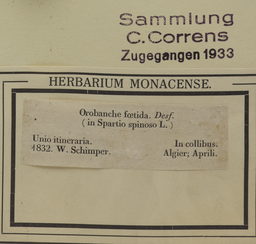 Sammlung
C. Correns
Zugegangen 1933
HERBARIUM MONACENSE.
Orobanche fœtida. Desf.
( in Spartio spinoso L. )
Unio itineraria. In collibus.
1832. W. Schimper. Algier; Aprili.